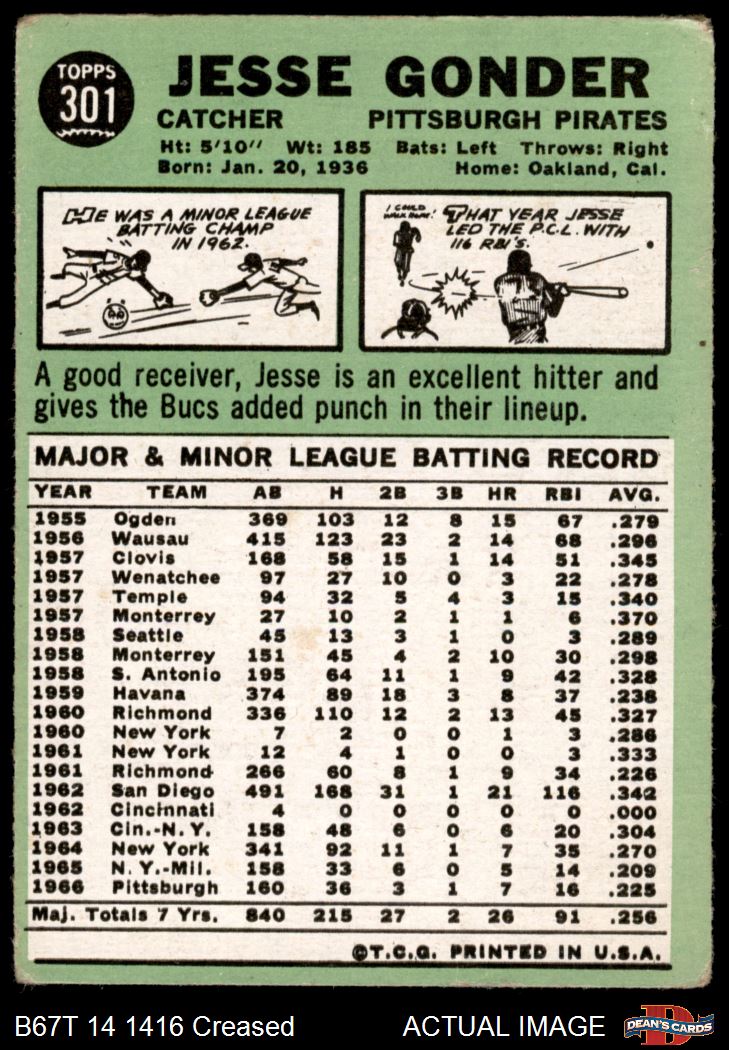 TOPPS
301
JESSE GONDER
CATCHER PITTSBURGH PIRATES
Ht: 5'10" Wt: 185 Bats: Left Throws: Right
Born: Jan. 20, 1936 Home: Oakland, Cal.
HE WAS A MINOR LEAGUE
BATTING CHAMP
IN 1962.
I COULD
WALK HOME!
THAT YEAR JESSE
LED THE P.C.L. WITH
116 RBI'S.
A good receiver, Jesse is an excellent hitter and
gives the Bucs added punch in their lineup.
MAJOR & MINOR LEAGUE BATTING RECORD
YEAR TEAM AB H 2B 3B HR RBI AVG.
1955 Ogden 369 103 12 8 15 67 .279
1956 Wausau 415 123 23 2 14 68 .296
1957 Clovis 168 58 15 1 14 51 .345
1957 Wenatchee 97 27 10 0 3 22 .278
1957 Temple 94 32 5 4 3 15 .340
1957 Monterrey 27 10 2 1 1 6 .370
1958 Seattle 45 13 3 1 0 3 .289
1958 Monterrey 151 45 4 2 10 30 .298
1958 S. Antonio 195 64 11 1 9 42 .328
1959 Havana 374 89 18 3 8 37 .238
1960 Richmond 336 110 12 2 13 45 .327
1960 New York 7 2 0 0 1 3 .286
1961 New York 12 4 1 0 0 3 .333
1961 Richmond 266 60 8 1 9 34 .226
1962 San Diego 491 168 31 1 21 116 .342
1962 Cincinnati 4 0 0 0 0 0 .000
1963 Cin.-N.Y. 158 48 6 0 6 20 .304
1964 New York 341 92 11 1 7 35 .270
1965 N.Y.-Mil. 158 33 6 0 5 14 .209
1966 Pittsburgh 160 36 3 1 7 16 .225
Maj. Totals 7 Yrs. 840 215 27 2 26 91 .256
©T.C.G. PRINTED IN U.S.A.
B67T 14 1416 Creased ACTUAL IMAGE
D
DEAN'S CARDS